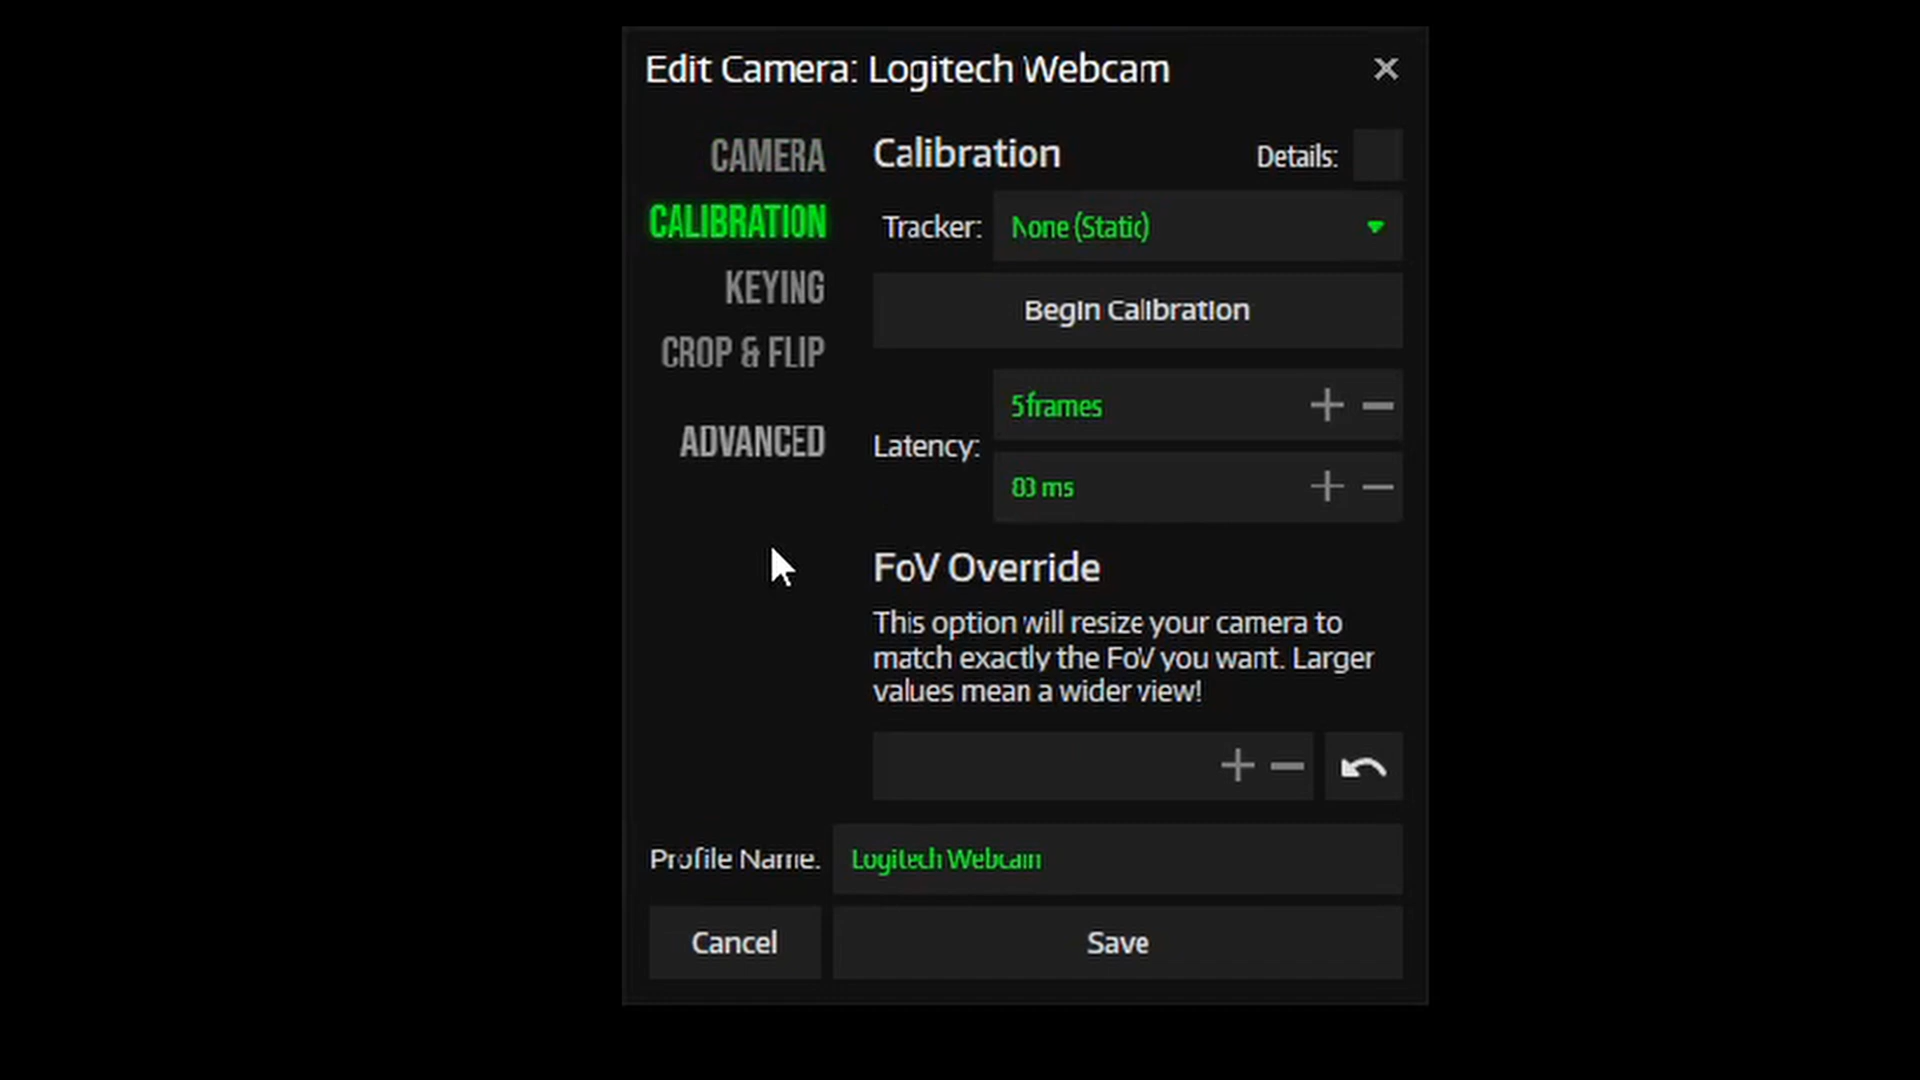 Edit Camera: Logitech Webcam
CAMERA
CALIBRATION
KEYING
CROP & FLIP
ADVANCED
Calibration
Details:
Tracker: None (Static)
Begin Calibration
Latency:
5 frames
83 ms
FoV Override
This option will resize your camera to
match exactly the FoV you want. Larger
values mean a wider view!
Profile Name: Logitech Webcam
Cancel
Save